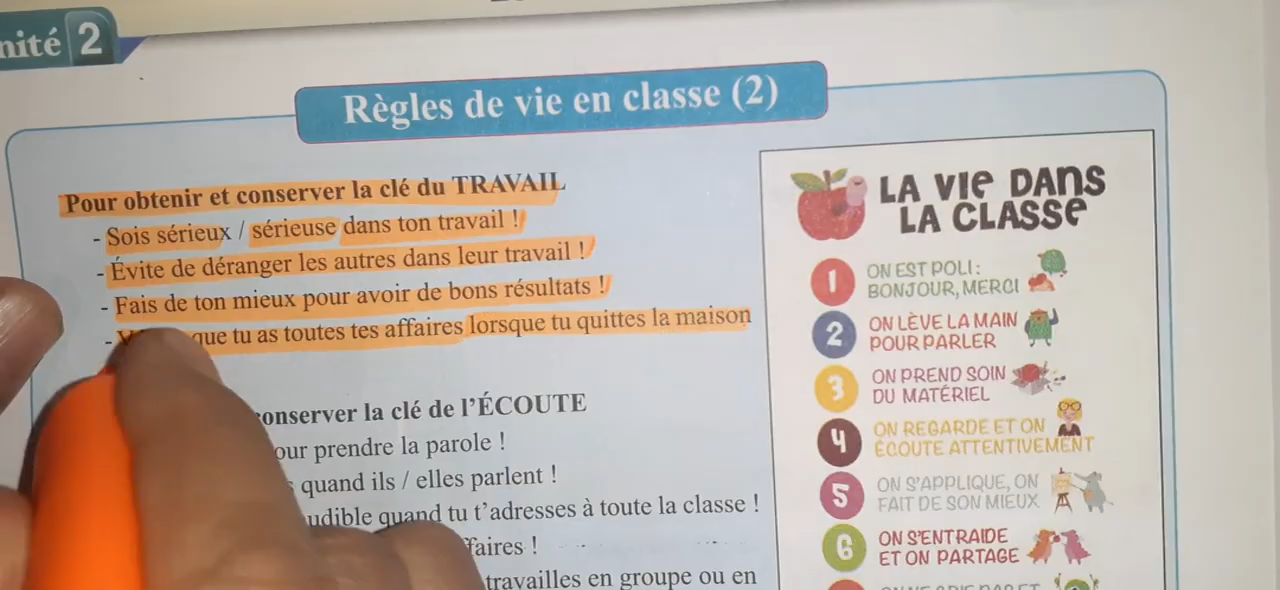 nité 2
Règles de vie en classe (2)
Pour obtenir et conserver la clé du TRAVAIL
- Sois sérieux / sérieuse dans ton travail !
- Évite de déranger les autres dans leur travail !
- Fais de ton mieux pour avoir de bons résultats !
- que tu as toutes tes affaires lorsque tu quittes la maison
onserver la clé de l'ÉCOUTE
our prendre la parole !
quand ils / elles parlent !
udible quand tu t'adresses à toute la classe !
faires !
travailles en groupe ou en
LA VIE DANS
LA CLASSE
1 ON EST POLI :
BONJOUR, MERCI
2 ON LÈVE LA MAIN
POUR PARLER
3 ON PREND SOIN
DU MATÉRIEL
4 ON REGARDE ET ON
ÉCOUTE ATTENTIVEMENT
5 ON S'APPLIQUE, ON
FAIT DE SON MIEUX
6 ON S'ENTRAIDE
ET ON PARTAGE